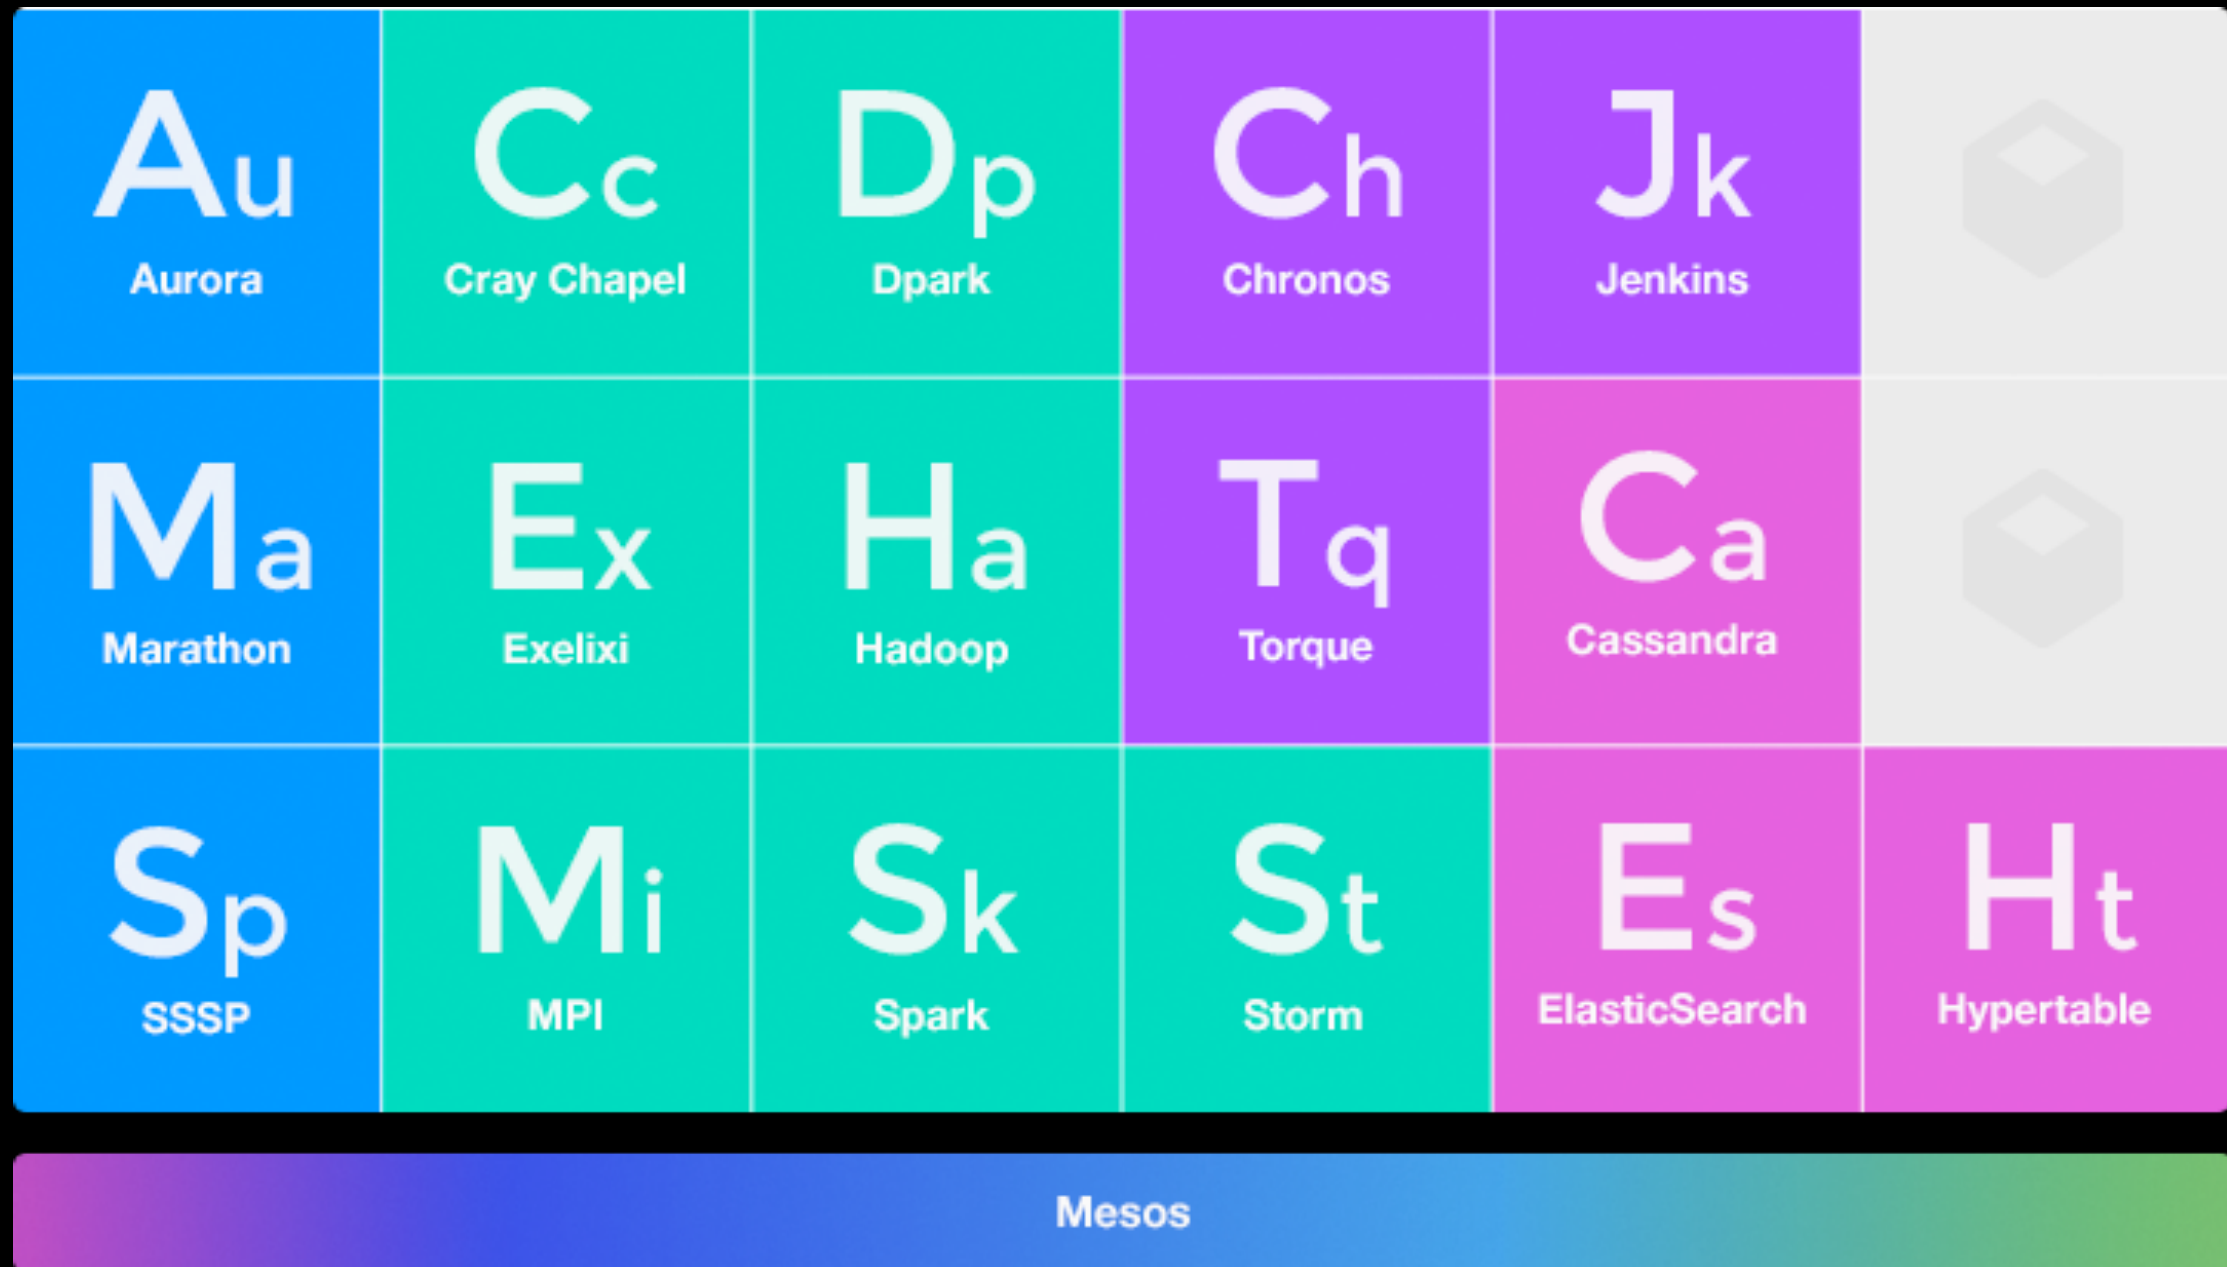 Au
Aurora
Cc
Cray Chapel
Dp
Dpark
Ch
Chronos
Jk
Jenkins
Ma
Marathon
Ex
Exelixi
Ha
Hadoop
Tq
Torque
Ca
Cassandra
Sp
SSSP
Mi
MPI
Sk
Spark
St
Storm
Es
ElasticSearch
Ht
Hypertable
Mesos